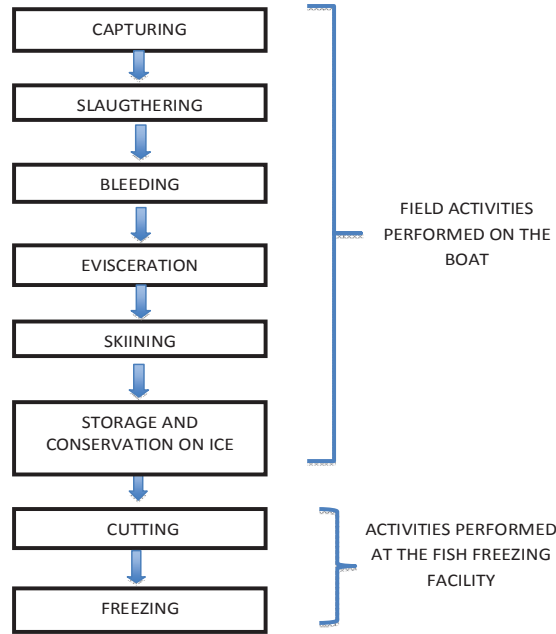 CAPTURING
SLAUGTHERING
BLEEDING
EVISCERATION
SKIINING
STORAGE AND
CONSERVATION ON ICE
CUTTING
FREEZING
FIELD ACTIVITIES
PERFORMED ON THE
BOAT
ACTIVITIES PERFORMED
AT THE FISH FREEZING
FACILITY